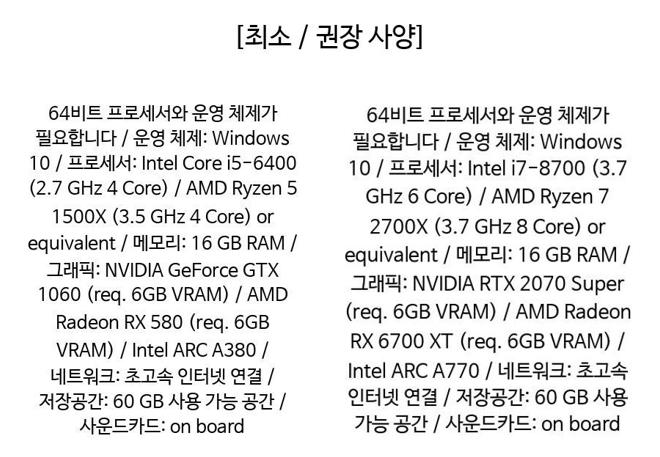 [최소 / 권장 사양]
64비트 프로세서와 운영 체제가
필요합니다 / 운영 체제: Windows
10 / 프로세서: Intel Core i5-6400
(2.7 GHz 4 Core) / AMD Ryzen 5
1500X (3.5 GHz 4 Core) or
equivalent / 메모리: 16 GB RAM /
그래픽: NVIDIA GeForce GTX
1060 (req. 6GB VRAM) / AMD
Radeon RX 580 (req. 6GB
VRAM) / Intel ARC A380 /
네트워크: 초고속 인터넷 연결 /
저장공간: 60 GB 사용 가능 공간 /
사운드카드: on board
64비트 프로세서와 운영 체제가
필요합니다 / 운영 체제: Windows
10 / 프로세서: Intel i7-8700 (3.7
GHz 6 Core) / AMD Ryzen 7
2700X (3.7 GHz 8 Core) or
equivalent / 메모리: 16 GB RAM /
그래픽: NVIDIA RTX 2070 Super
(req. 6GB VRAM) / AMD Radeon
RX 6700 XT (req. 6GB VRAM) /
Intel ARC A770 / 네트워크: 초고속
인터넷 연결 / 저장공간: 60 GB 사용
가능 공간 / 사운드카드: on board